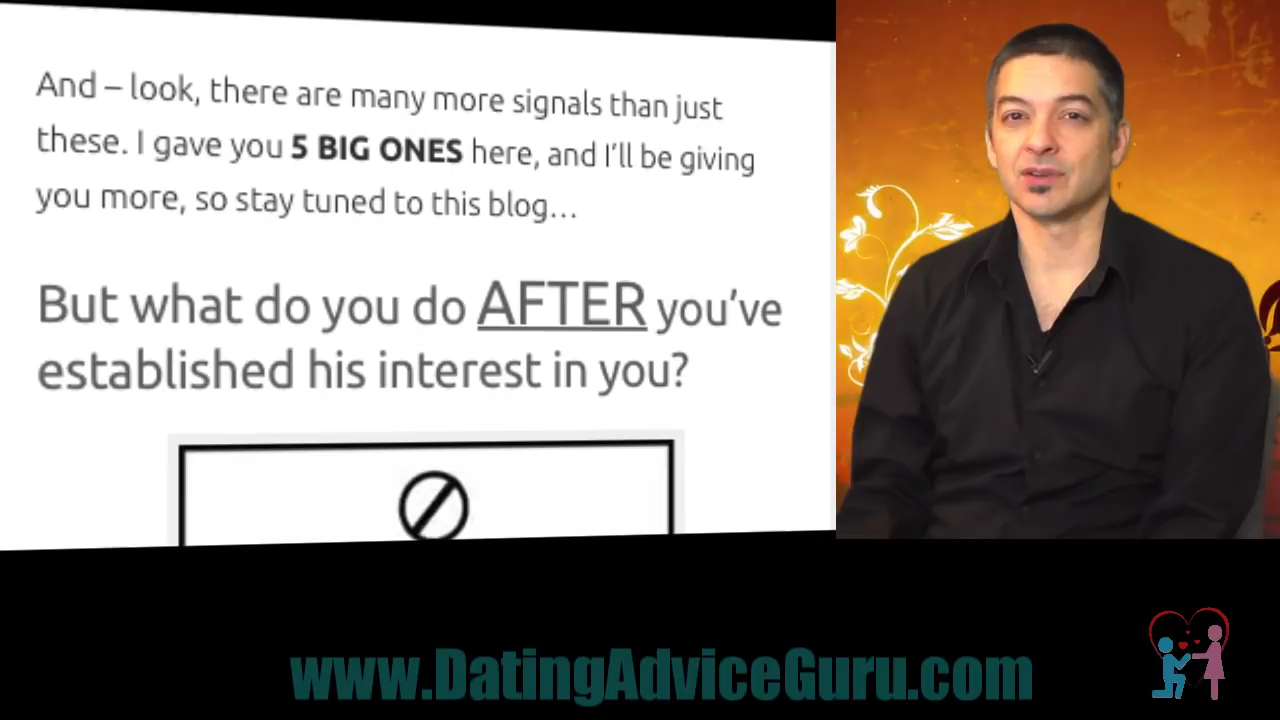 And – look, there are many more signals than just
these. I gave you 5 BIG ONES here, and I'll be giving
you more, so stay tuned to this blog...
But what do you do AFTER you've
established his interest in you?
www.DatingAdviceGuru.com